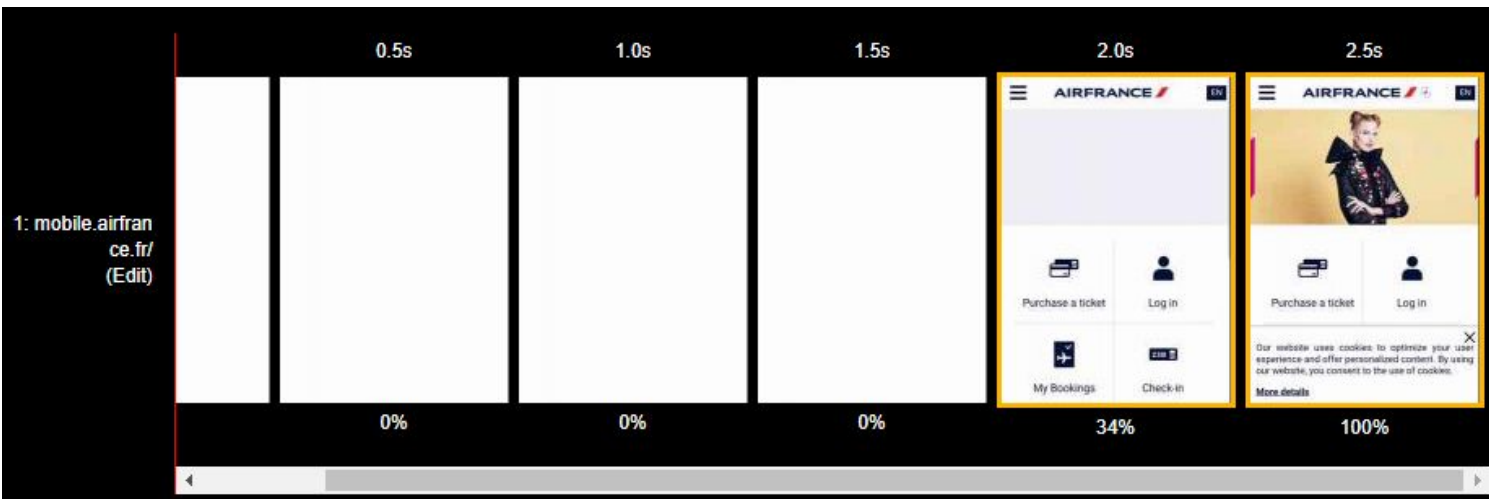 0.5s 1.0s 1.5s 2.0s 2.5s
1: mobile.airfran
ce.fr/
(Edit)
AIRFRANCE EN
Purchase a ticket Log in
My Bookings Check-in
AIRFRANCE EN
Purchase a ticket Log in
Our website uses cookies to optimize your user
experience and offer personalized content. By using
our website, you consent to the use of cookies.
More details
0% 0% 0% 34% 100%